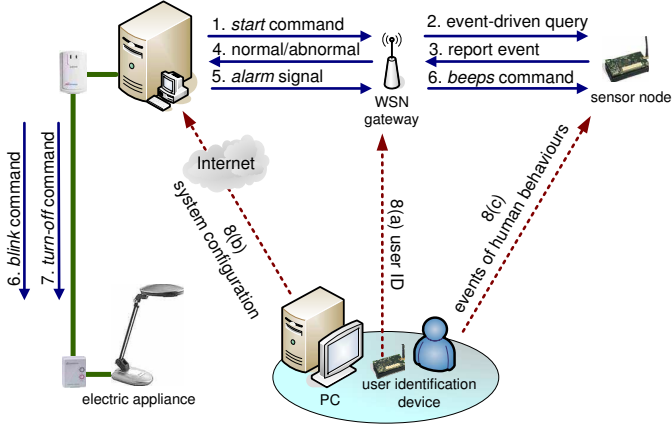 1. start command
2. event-driven query
4. normal/abnormal
3. report event
5. alarm signal
6. beeps command
WSN
gateway
sensor node
6. blink command
7. turn-off command
Internet
8(b)
system configuration
8(a) user ID
8(c)
events of human behaviours
electric appliance
PC
user identification
device